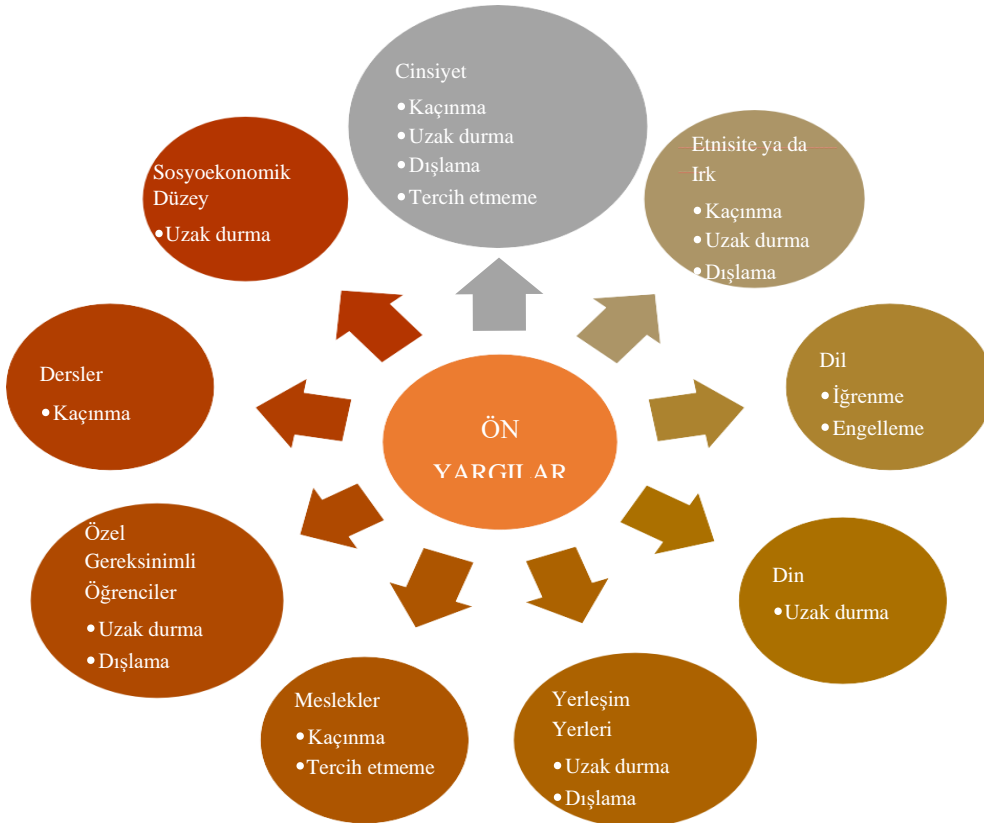 Cinsiyet
• Kaçınma
• Uzak durma
• Dışlama
• Tercih etmeme
Etnisite ya da
Irk
• Kaçınma
• Uzak durma
• Dışlama
Dil
• İğrenme
• Engelleme
Din
• Uzak durma
Yerleşim
Yerleri
• Uzak durma
• Dışlama
Meslekler
• Kaçınma
• Tercih etmeme
Özel
Gereksinimli
Öğrenciler
• Uzak durma
• Dışlama
Dersler
• Kaçınma
Sosyoekonomik
Düzey
• Uzak durma
ÖN
YARGILAR